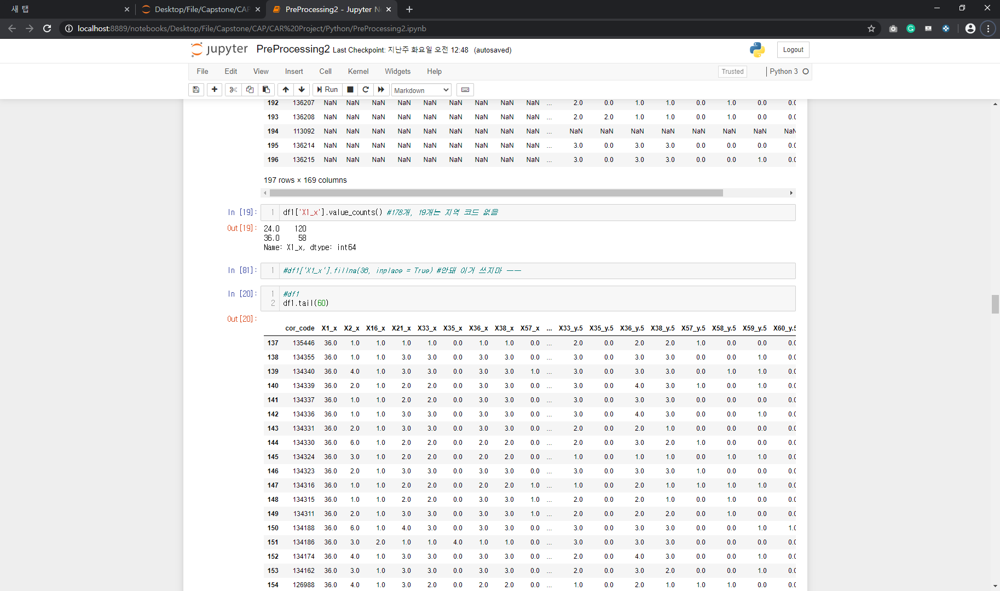 새 탭
Desktop/File/Capstone/CAP
PreProcessing2 - Jupyter N
localhost:8889/notebooks/Desktop/File/Capstone/CAP/CAR%20Project/Python/PreProcessing2.ipynb
jupyter PreProcessing2 Last Checkpoint: 지난주 화요일 오전 12:48 (autosaved)
Logout
File Edit View Insert Cell Kernel Widgets Help
Trusted Python 3
Run Markdown
192 136207 NaN NaN NaN NaN NaN NaN NaN NaN NaN ... 2.0 0.0 1.0 1.0 0.0 1.0 0.0 0.0
193 136208 NaN NaN NaN NaN NaN NaN NaN NaN NaN ... 2.0 2.0 1.0 1.0 0.0 1.0 0.0 0.0
194 113092 NaN NaN NaN NaN NaN NaN NaN NaN NaN ... NaN NaN NaN NaN NaN NaN NaN NaN
195 136214 NaN NaN NaN NaN NaN NaN NaN NaN NaN ... 3.0 0.0 3.0 3.0 0.0 0.0 0.0 0.0
196 136215 NaN NaN NaN NaN NaN NaN NaN NaN NaN ... 3.0 0.0 3.0 3.0 0.0 0.0 1.0 0.0
197 rows × 169 columns
In [19]: 1 df1['X1_x'].value_counts() #178개, 19개는 지역 코드 없음
Out[19]: 24.0 120
36.0 58
Name: X1_x, dtype: int64
In [81]: 1 #df1['X1_x'].fillna(36, inplace = True) #안돼 이거 쓰지마 ㅡㅡ
In [20]: 1 #df1
2 df1.tail(60)
Out[20]:
cor_code X1_x X2_x X16_x X21_x X33_x X35_x X36_x X38_x X57_x ... X33_y.5 X35_y.5 X36_y.5 X38_y.5 X57_y.5 X58_y.5 X59_y.5 X60_y.5
137 135446 36.0 1.0 1.0 1.0 1.0 0.0 1.0 1.0 0.0 ... 2.0 0.0 2.0 2.0 1.0 0.0 0.0 0.0
138 134355 36.0 1.0 1.0 3.0 3.0 0.0 3.0 3.0 0.0 ... 3.0 0.0 3.0 3.0 0.0 0.0 1.0 0.0
139 134340 36.0 4.0 1.0 3.0 3.0 0.0 3.0 3.0 1.0 ... 3.0 0.0 3.0 3.0 0.0 1.0 1.0 0.0
140 134339 36.0 2.0 1.0 2.0 2.0 0.0 3.0 3.0 0.0 ... 3.0 0.0 4.0 3.0 1.0 0.0 1.0 0.0
141 134337 36.0 1.0 1.0 2.0 2.0 0.0 3.0 3.0 0.0 ... 3.0 0.0 3.0 3.0 0.0 0.0 0.0 0.0
142 134336 36.0 1.0 1.0 3.0 3.0 0.0 3.0 3.0 0.0 ... 3.0 0.0 4.0 3.0 0.0 0.0 1.0 0.0
143 134331 36.0 2.0 1.0 3.0 3.0 0.0 3.0 3.0 0.0 ... 2.0 0.0 2.0 1.0 0.0 0.0 0.0 0.0
144 134330 36.0 6.0 1.0 2.0 2.0 0.0 2.0 2.0 0.0 ... 2.0 0.0 3.0 2.0 1.0 0.0 0.0 0.0
145 134324 36.0 3.0 1.0 2.0 2.0 0.0 2.0 2.0 0.0 ... 1.0 0.0 1.0 1.0 0.0 1.0 1.0 0.0
146 134323 36.0 2.0 1.0 3.0 3.0 0.0 3.0 3.0 0.0 ... 3.0 0.0 3.0 3.0 1.0 0.0 0.0 0.0
147 134316 36.0 1.0 1.0 2.0 2.0 0.0 2.0 2.0 1.0 ... 1.0 0.0 2.0 1.0 1.0 1.0 1.0 0.0
148 134315 36.0 1.0 1.0 2.0 2.0 0.0 3.0 3.0 1.0 ... 2.0 0.0 2.0 1.0 0.0 1.0 0.0 0.0
149 134311 36.0 2.0 1.0 3.0 3.0 0.0 3.0 3.0 1.0 ... 2.0 0.0 2.0 2.0 0.0 1.0 0.0 0.0
150 134188 36.0 6.0 1.0 4.0 3.0 0.0 3.0 3.0 0.0 ... 3.0 0.0 3.0 3.0 0.0 0.0 1.0 1.0
151 134186 36.0 3.0 2.0 1.0 1.0 4.0 1.0 1.0 0.0 ... 3.0 0.0 3.0 3.0 0.0 0.0 0.0 0.0
152 134174 36.0 4.0 1.0 3.0 3.0 0.0 3.0 3.0 0.0 ... 2.0 0.0 4.0 3.0 0.0 0.0 1.0 0.0
153 134162 36.0 3.0 1.0 3.0 3.0 0.0 3.0 3.0 0.0 ... 2.0 0.0 3.0 2.0 0.0 0.0 1.0 0.0
154 126988 36.0 4.0 1.0 3.0 2.0 0.0 2.0 2.0 0.0 ... 1.0 0.0 2.0 0.0 1.0 1.0 1.0 0.0